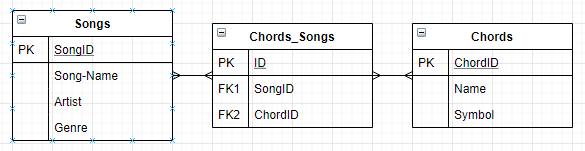 Songs
PK SongID
Song-Name
Artist
Genre
Chords_Songs
PK ID
FK1 SongID
FK2 ChordID
Chords
PK ChordID
Name
Symbol